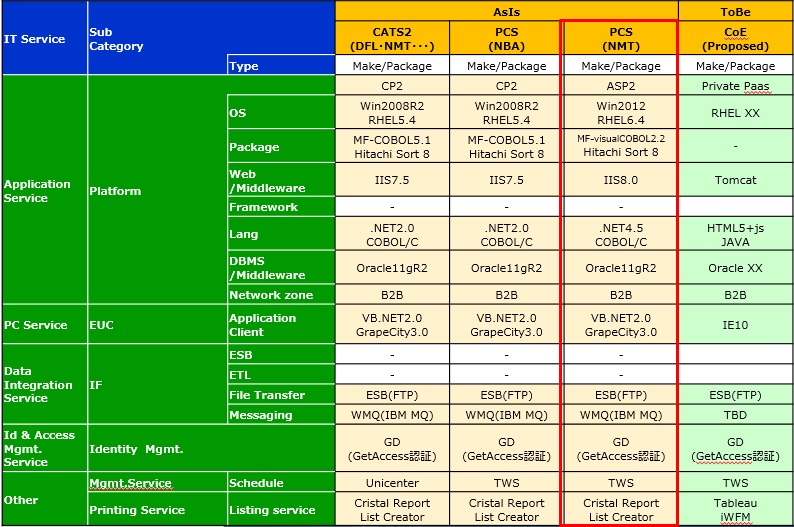 AsIs ToBe
IT Service Sub Category CATS2 (DFL・NMT・・・) PCS (NBA) PCS (NMT) CoE (Proposed)
Type Make/Package Make/Package Make/Package Make/Package
Application Service Platform CP2 CP2 ASP2 Private Paas
OS Win2008R2 RHEL5.4 Win2008R2 RHEL5.4 Win2012 RHEL6.4 RHEL XX
Package MF-COBOL5.1 Hitachi Sort 8 MF-COBOL5.1 Hitachi Sort 8 MF-visualCOBOL2.2 Hitachi Sort 8 -
Web /Middleware IIS7.5 IIS7.5 IIS8.0 Tomcat
Framework - - -
Lang .NET2.0 COBOL/C .NET2.0 COBOL/C .NET4.5 COBOL/C HTML5+js JAVA
DBMS /Middleware Oracle11gR2 Oracle11gR2 Oracle11gR2 Oracle XX
Network zone B2B B2B B2B B2B
PC Service EUC Application Client VB.NET2.0 GrapeCity3.0 VB.NET2.0 GrapeCity3.0 VB.NET2.0 GrapeCity3.0 IE10
Data Integration Service IF ESB - - -
ETL - - -
File Transfer ESB(FTP) ESB(FTP) ESB(FTP) ESB(FTP)
Messaging WMQ(IBM MQ) WMQ(IBM MQ) WMQ(IBM MQ) TBD
Id & Access Mgmt. Service Identity Mgmt. GD (GetAccess認証) GD (GetAccess認証) GD (GetAccess認証) GD (GetAccess認証)
Other Mgmt.Service Schedule Unicenter TWS TWS TWS
Printing Service Listing service Cristal Report List Creator Cristal Report List Creator Cristal Report List Creator Tableau iWFM